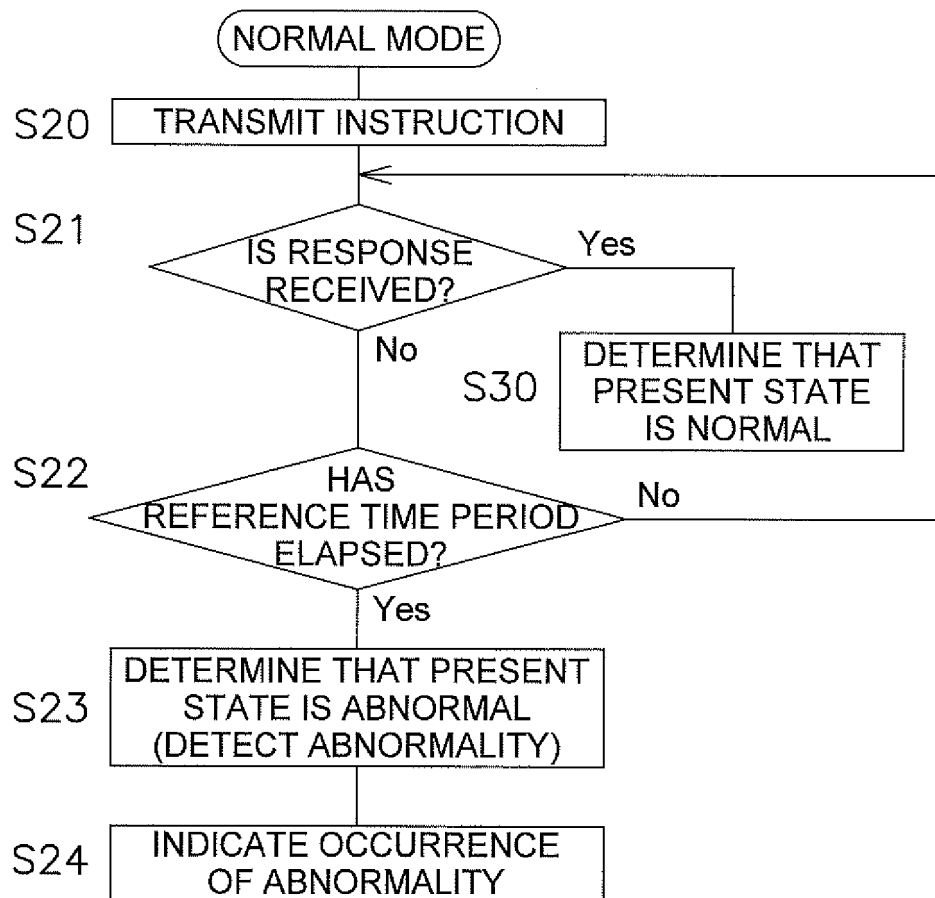 NORMAL MODE
S20
TRANSMIT INSTRUCTION
S21
IS RESPONSE
RECEIVED?
Yes
No
S30
DETERMINE THAT
PRESENT STATE
IS NORMAL
S22
HAS
REFERENCE TIME PERIOD
ELAPSED?
No
Yes
S23
DETERMINE THAT PRESENT
STATE IS ABNORMAL
(DETECT ABNORMALITY)
S24
INDICATE OCCURRENCE
OF ABNORMALITY